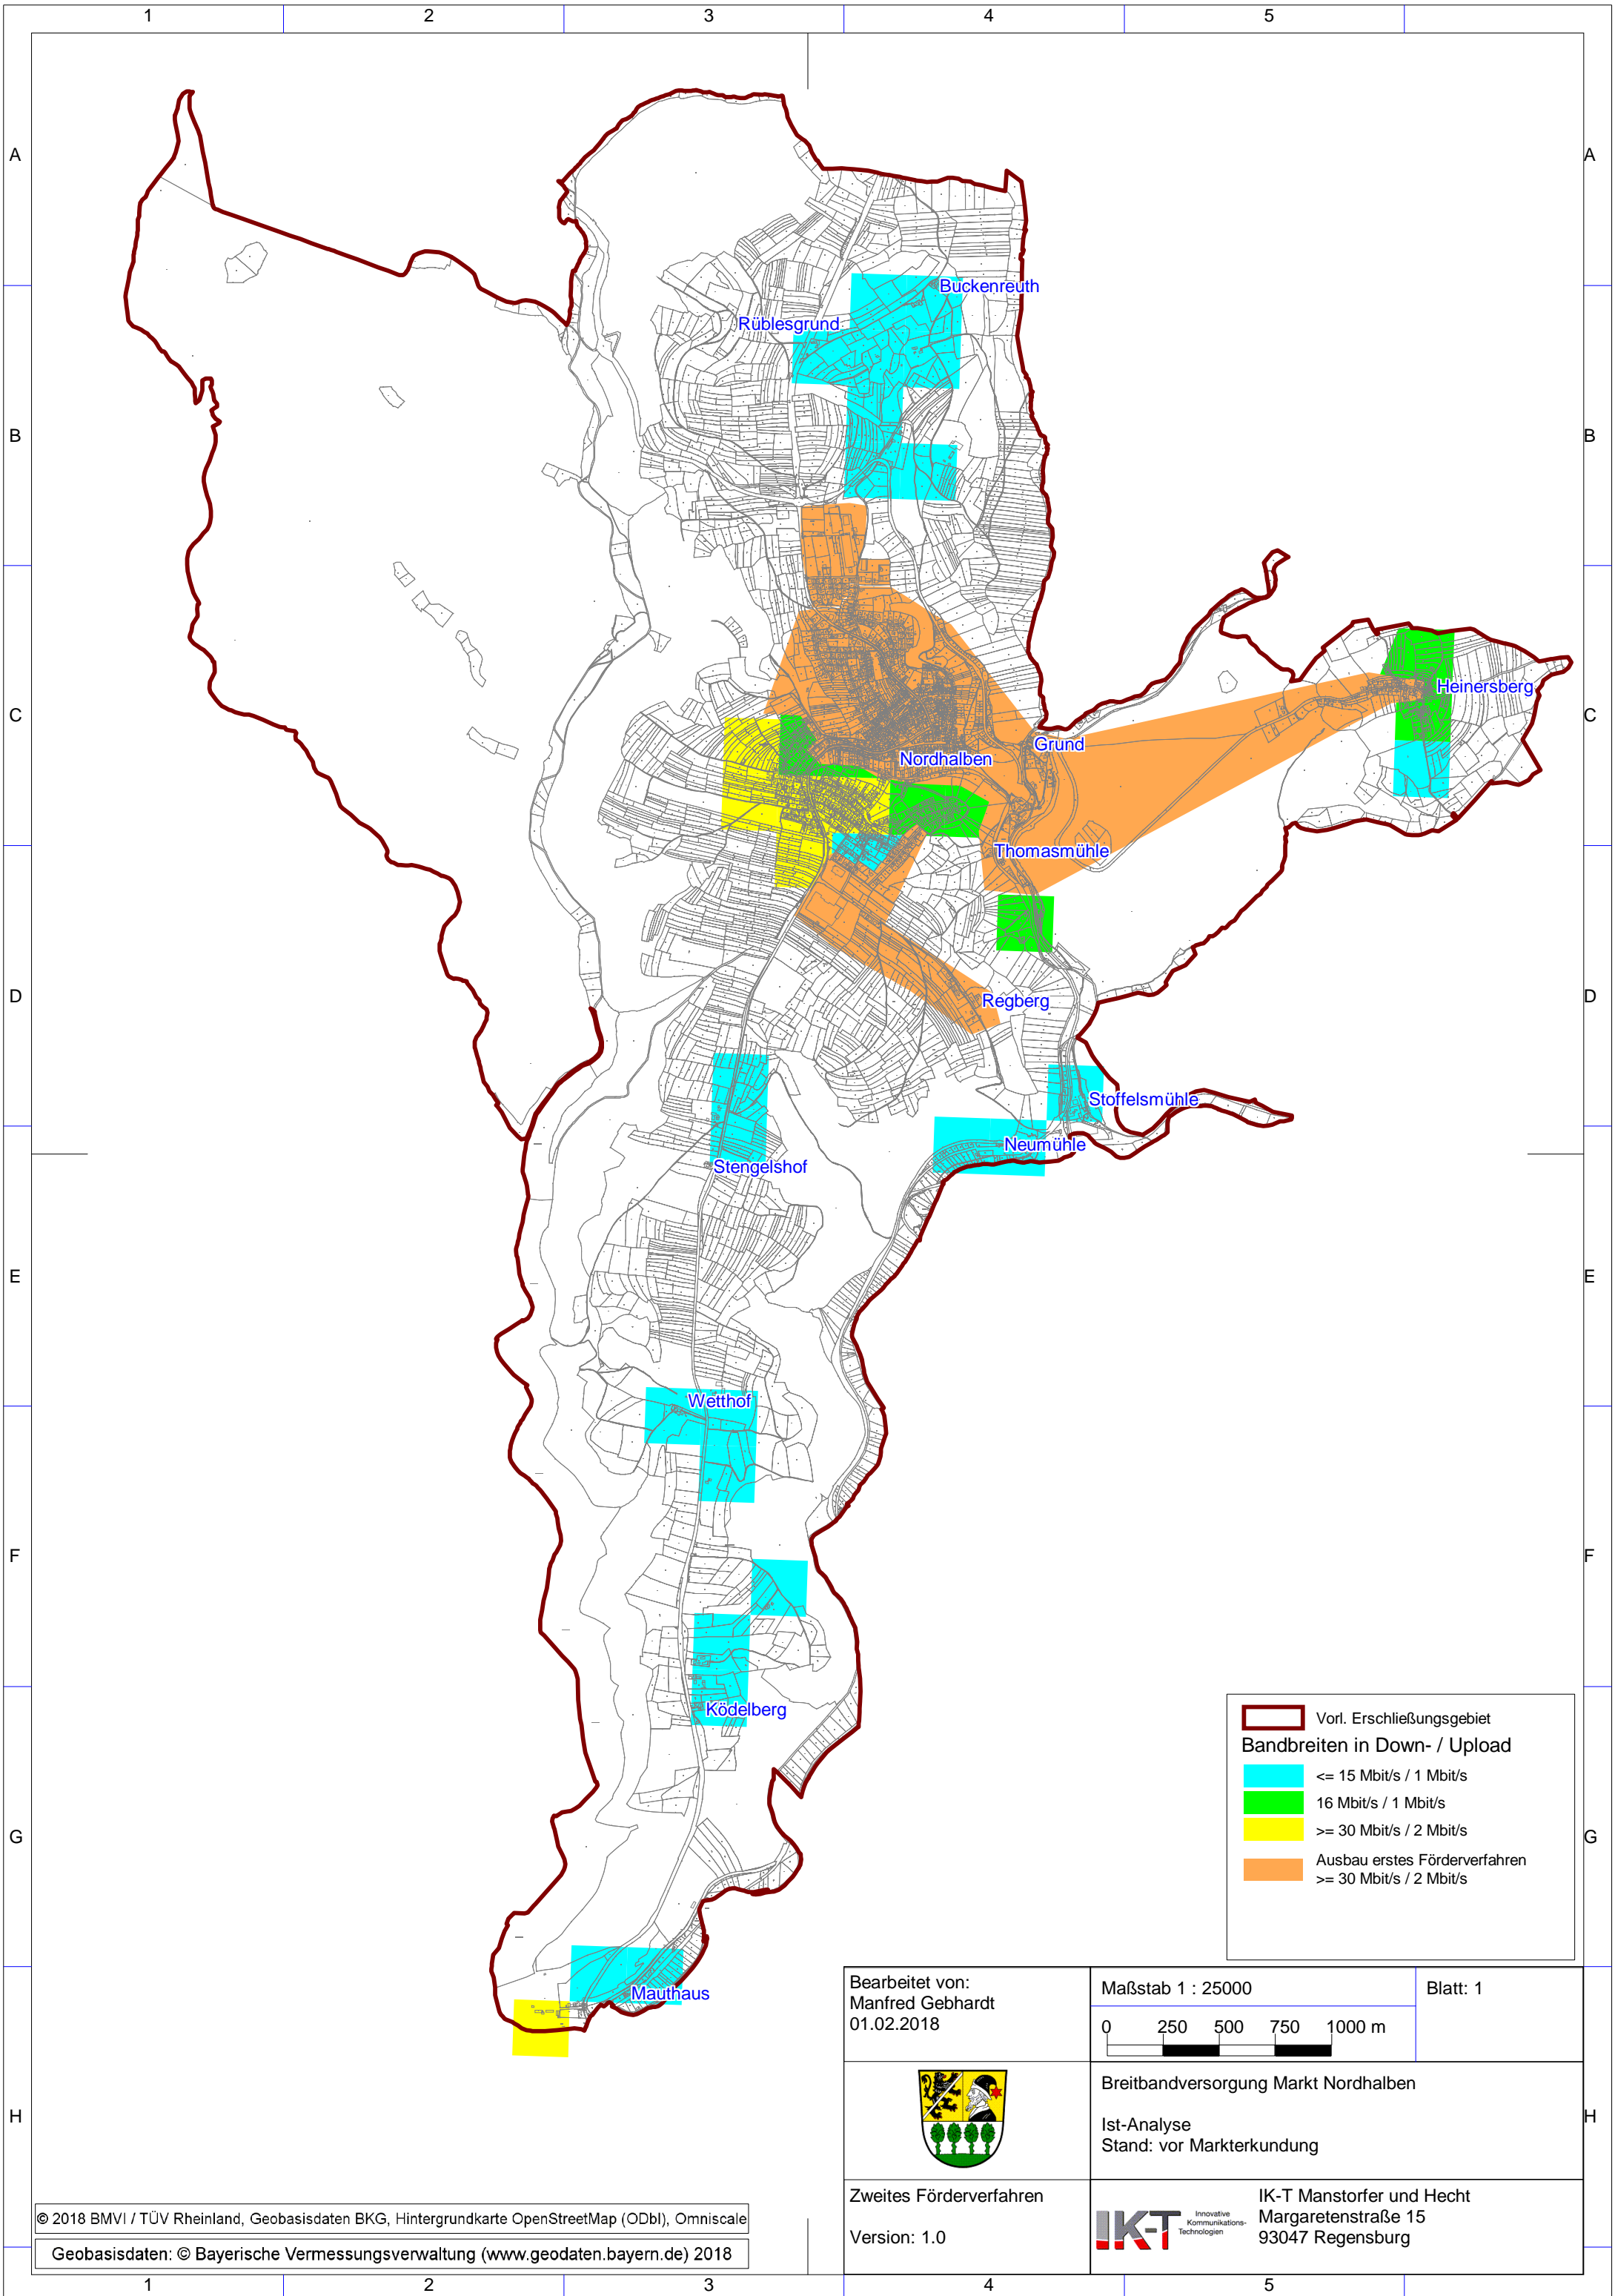 1 2 3 4 5
A A
Buckenreuth
Rüblesgrund
B B
Heinersberg
C C
Grund
Nordhalben
Thomasmühle
D D
Regberg
Stoffelsmühle
Neumühle
Stengelshof
E E
Wetthof
F F
Ködelberg
Vorl. Erschließungsgebiet
Bandbreiten in Down- / Upload
<= 15 Mbit/s / 1 Mbit/s
16 Mbit/s / 1 Mbit/s
>= 30 Mbit/s / 2 Mbit/s
G G
Ausbau erstes Förderverfahren
>= 30 Mbit/s / 2 Mbit/s
Mauthaus
Bearbeitet von:
Manfred Gebhardt
01.02.2018
Maßstab 1 : 25000
Blatt: 1
0 250 500 750 1000 m
Breitbandversorgung Markt Nordhalben
Ist-Analyse
Stand: vor Markterkundung
H H
Zweites Förderverfahren
Version: 1.0
IK-T
Innovative
Kommunikations-
Technologien
IK-T Manstorfer und Hecht
Margaretenstraße 15
93047 Regensburg
© 2018 BMVI / TÜV Rheinland, Geobasisdaten BKG, Hintergrundkarte OpenStreetMap (ODbl), Omniscale
Geobasisdaten: © Bayerische Vermessungsverwaltung (www.geodaten.bayern.de) 2018
1 2 3 4 5